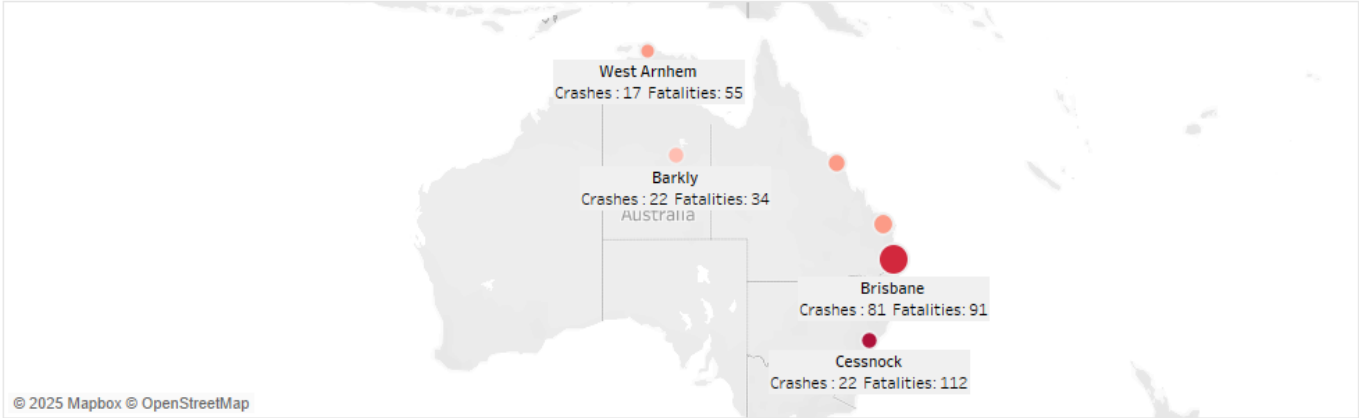 West Arnhem
Crashes : 17 Fatalities: 55
Barkly
Crashes : 22 Fatalities: 34
Australia
Brisbane
Crashes : 81 Fatalities: 91
Cessnock
Crashes : 22 Fatalities: 112
© 2025 Mapbox © OpenStreetMap